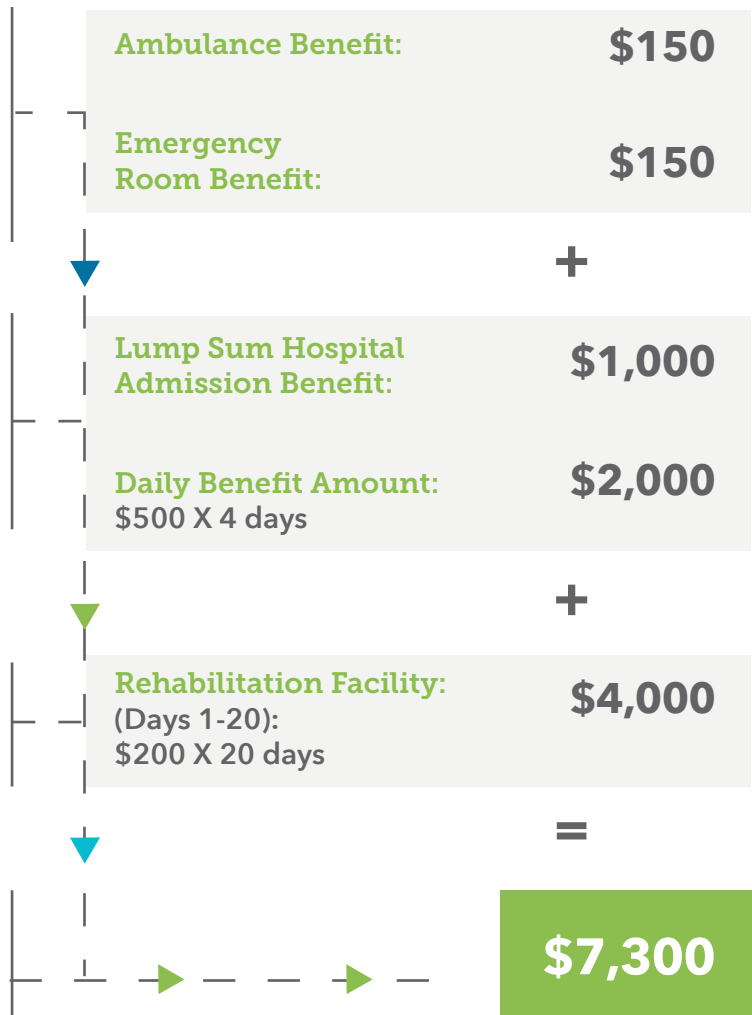 Ambulance Benefit: $150
Emergency
Room Benefit: $150
+
Lump Sum Hospital
Admission Benefit: $1,000
Daily Benefit Amount: $2,000
$500 X 4 days
+
Rehabilitation Facility: $4,000
(Days 1-20):
$200 X 20 days
=
$7,300